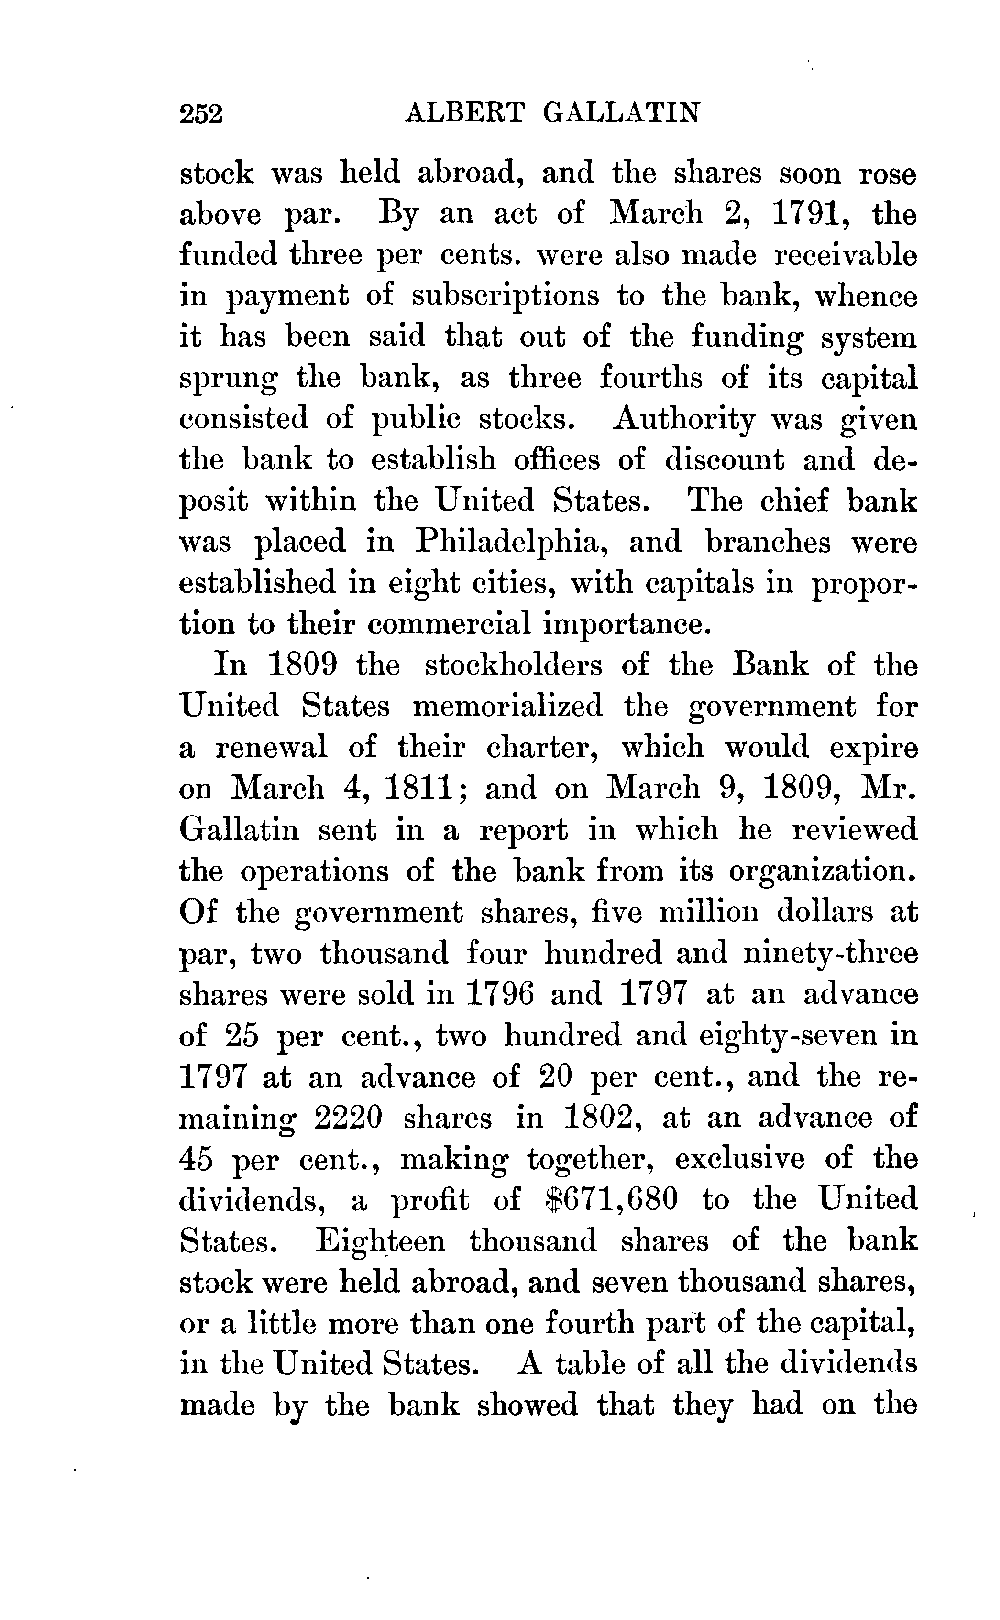 252 ALBERT GALLATIN
stock was held abroad, and the shares soon rose
above par. By an act of March 2, 1791, the
funded three per cents. were also made receivable
in payment of subscriptions to the bank, whence
it has been said that out of the funding system
sprung the bank, as three fourths of its capital
consisted of public stocks. Authority was given
the bank to establish offices of discount and de-
posit within the United States. The chief bank
was placed in Philadelphia, and branches were
established in eight cities, with capitals in propor-
tion to their commercial importance.
In 1809 the stockholders of the Bank of the
United States memorialized the government for
a renewal of their charter, which would expire
on March 4, 1811; and on March 9, 1809, Mr.
Gallatin sent in a report in which he reviewed
the operations of the bank from its organization.
Of the government shares, five million dollars at
par, two thousand four hundred and ninety-three
shares were sold in 1796 and 1797 at an advance
of 25 per cent., two hundred and eighty-seven in
1797 at an advance of 20 per cent., and the re-
maining 2220 shares in 1802, at an advance of
45 per cent., making together, exclusive of the
dividends, a profit of $671,680 to the United
States. Eighteen thousand shares of the bank
stock were held abroad, and seven thousand shares,
or a little more than one fourth part of the capital,
in the United States. A table of all the dividends
made by the bank showed that they had on the